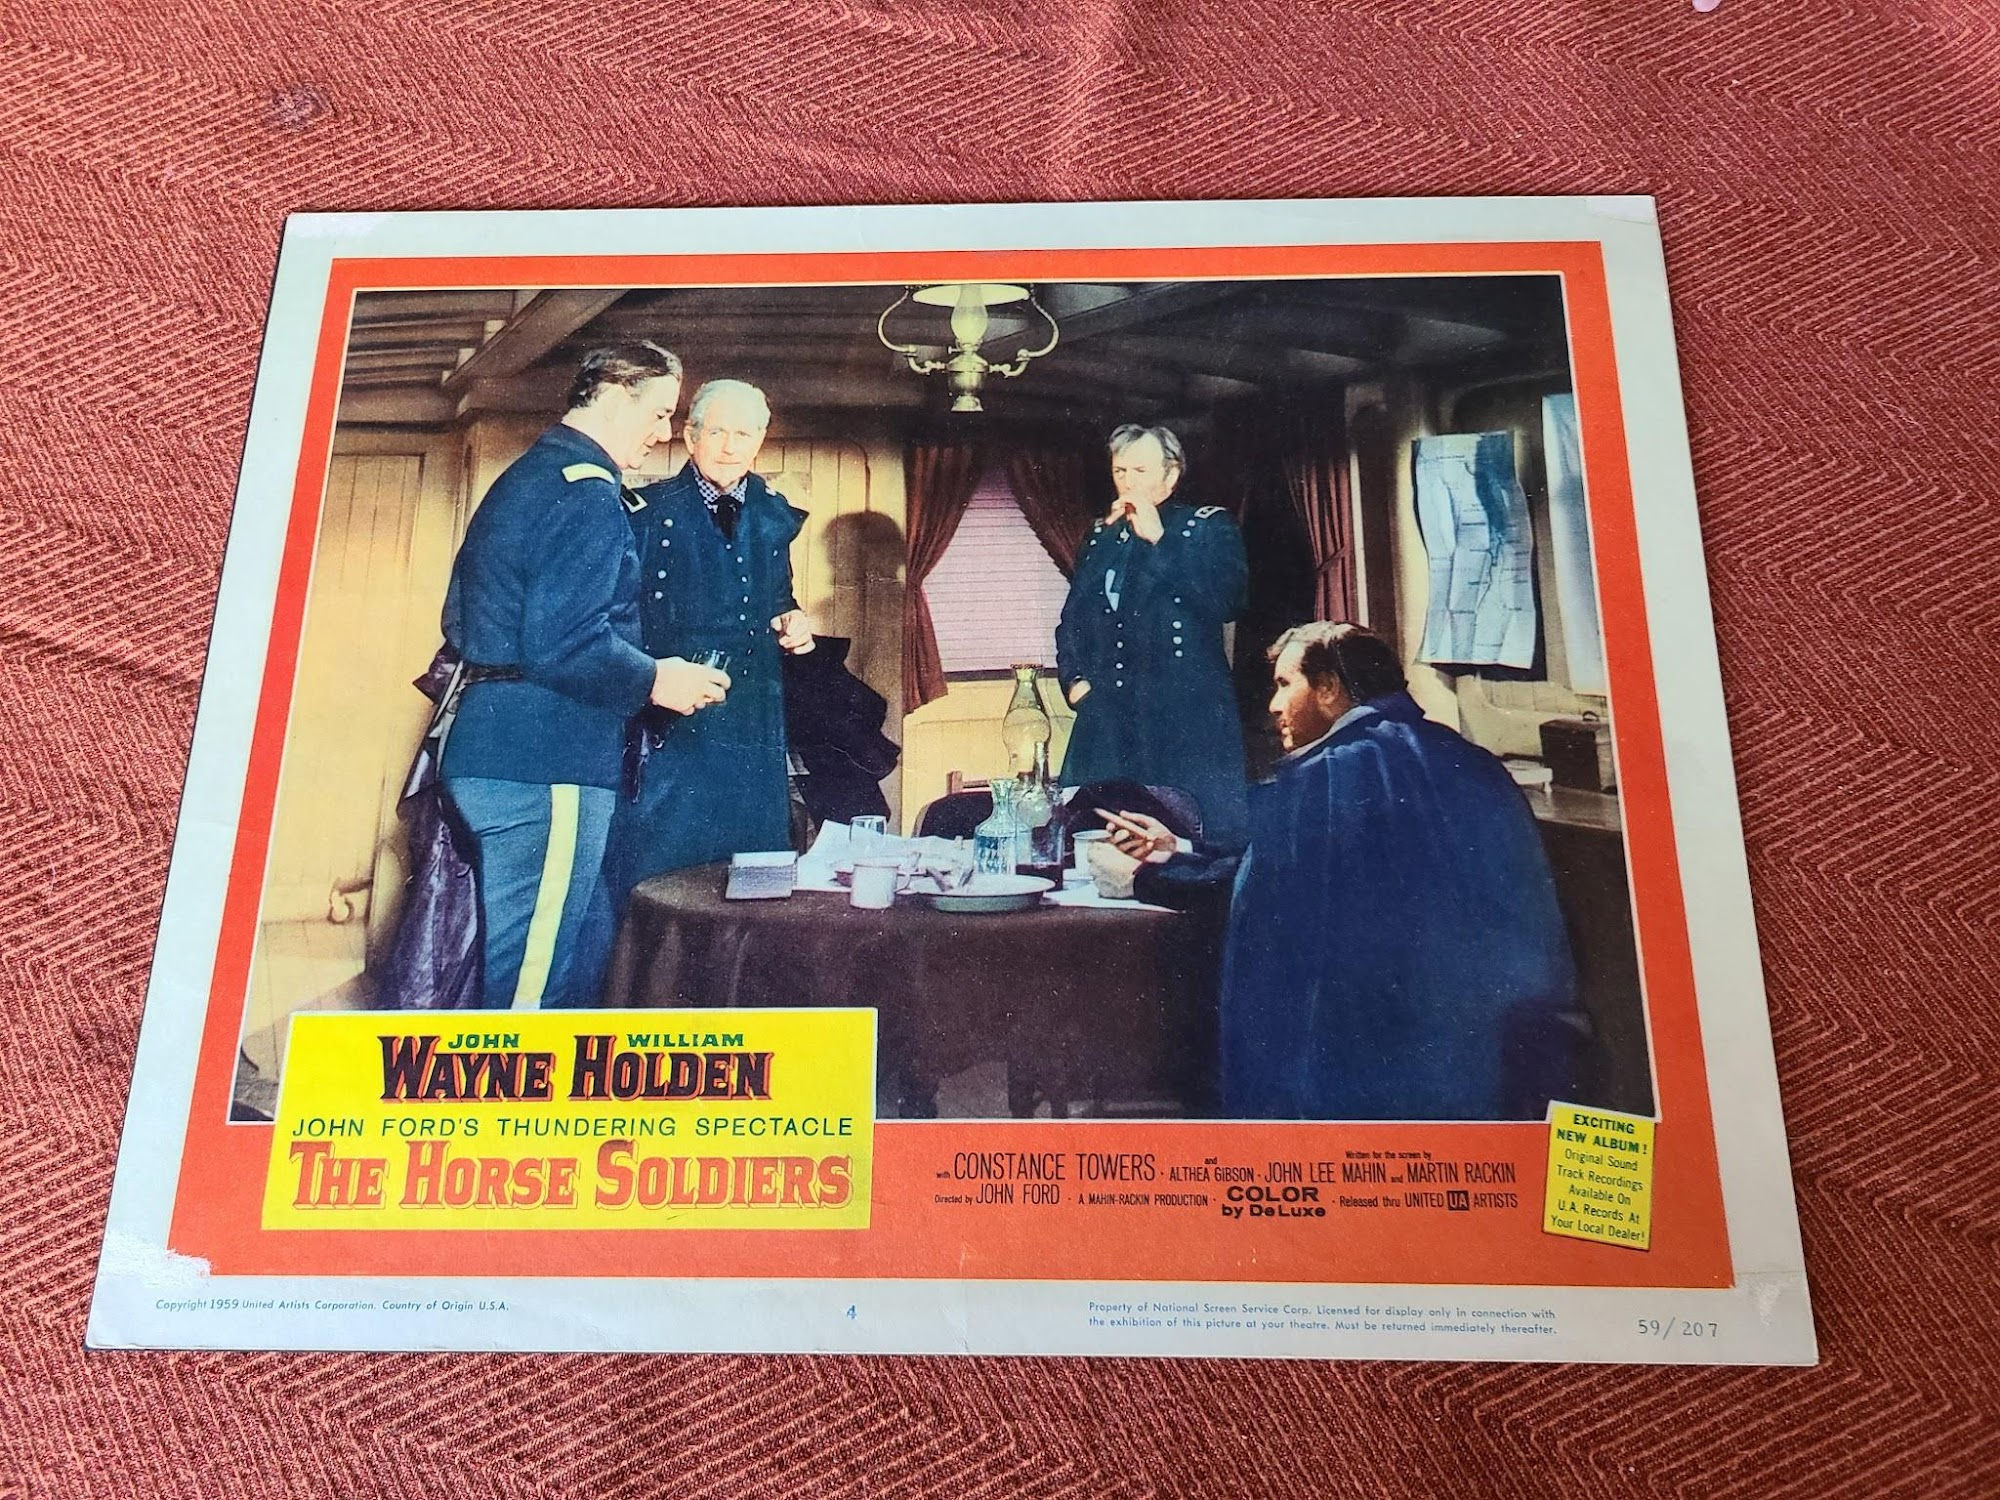 JOHN WILLIAM
WAYNE HOLDEN
JOHN FORD'S THUNDERING SPECTACLE
THE HORSE SOLDIERS
with CONSTANCE TOWERS · and ALTHEA GIBSON · Written for the screen by JOHN LEE MAHIN and MARTIN RACKIN
Directed by JOHN FORD · A MAHIN-RACKIN PRODUCTION · COLOR by DeLuxe · Released thru UNITED UA ARTISTS
EXCITING
NEW ALBUM!
Original Sound
Track Recordings
Available On
U.A. Records At
Your Local Dealer!
Copyright 1959 United Artists Corporation. Country of Origin U.S.A.
4
Property of National Screen Service Corp. Licensed for display only in connection with
the exhibition of this picture at your theatre. Must be returned immediately thereafter.
59/207